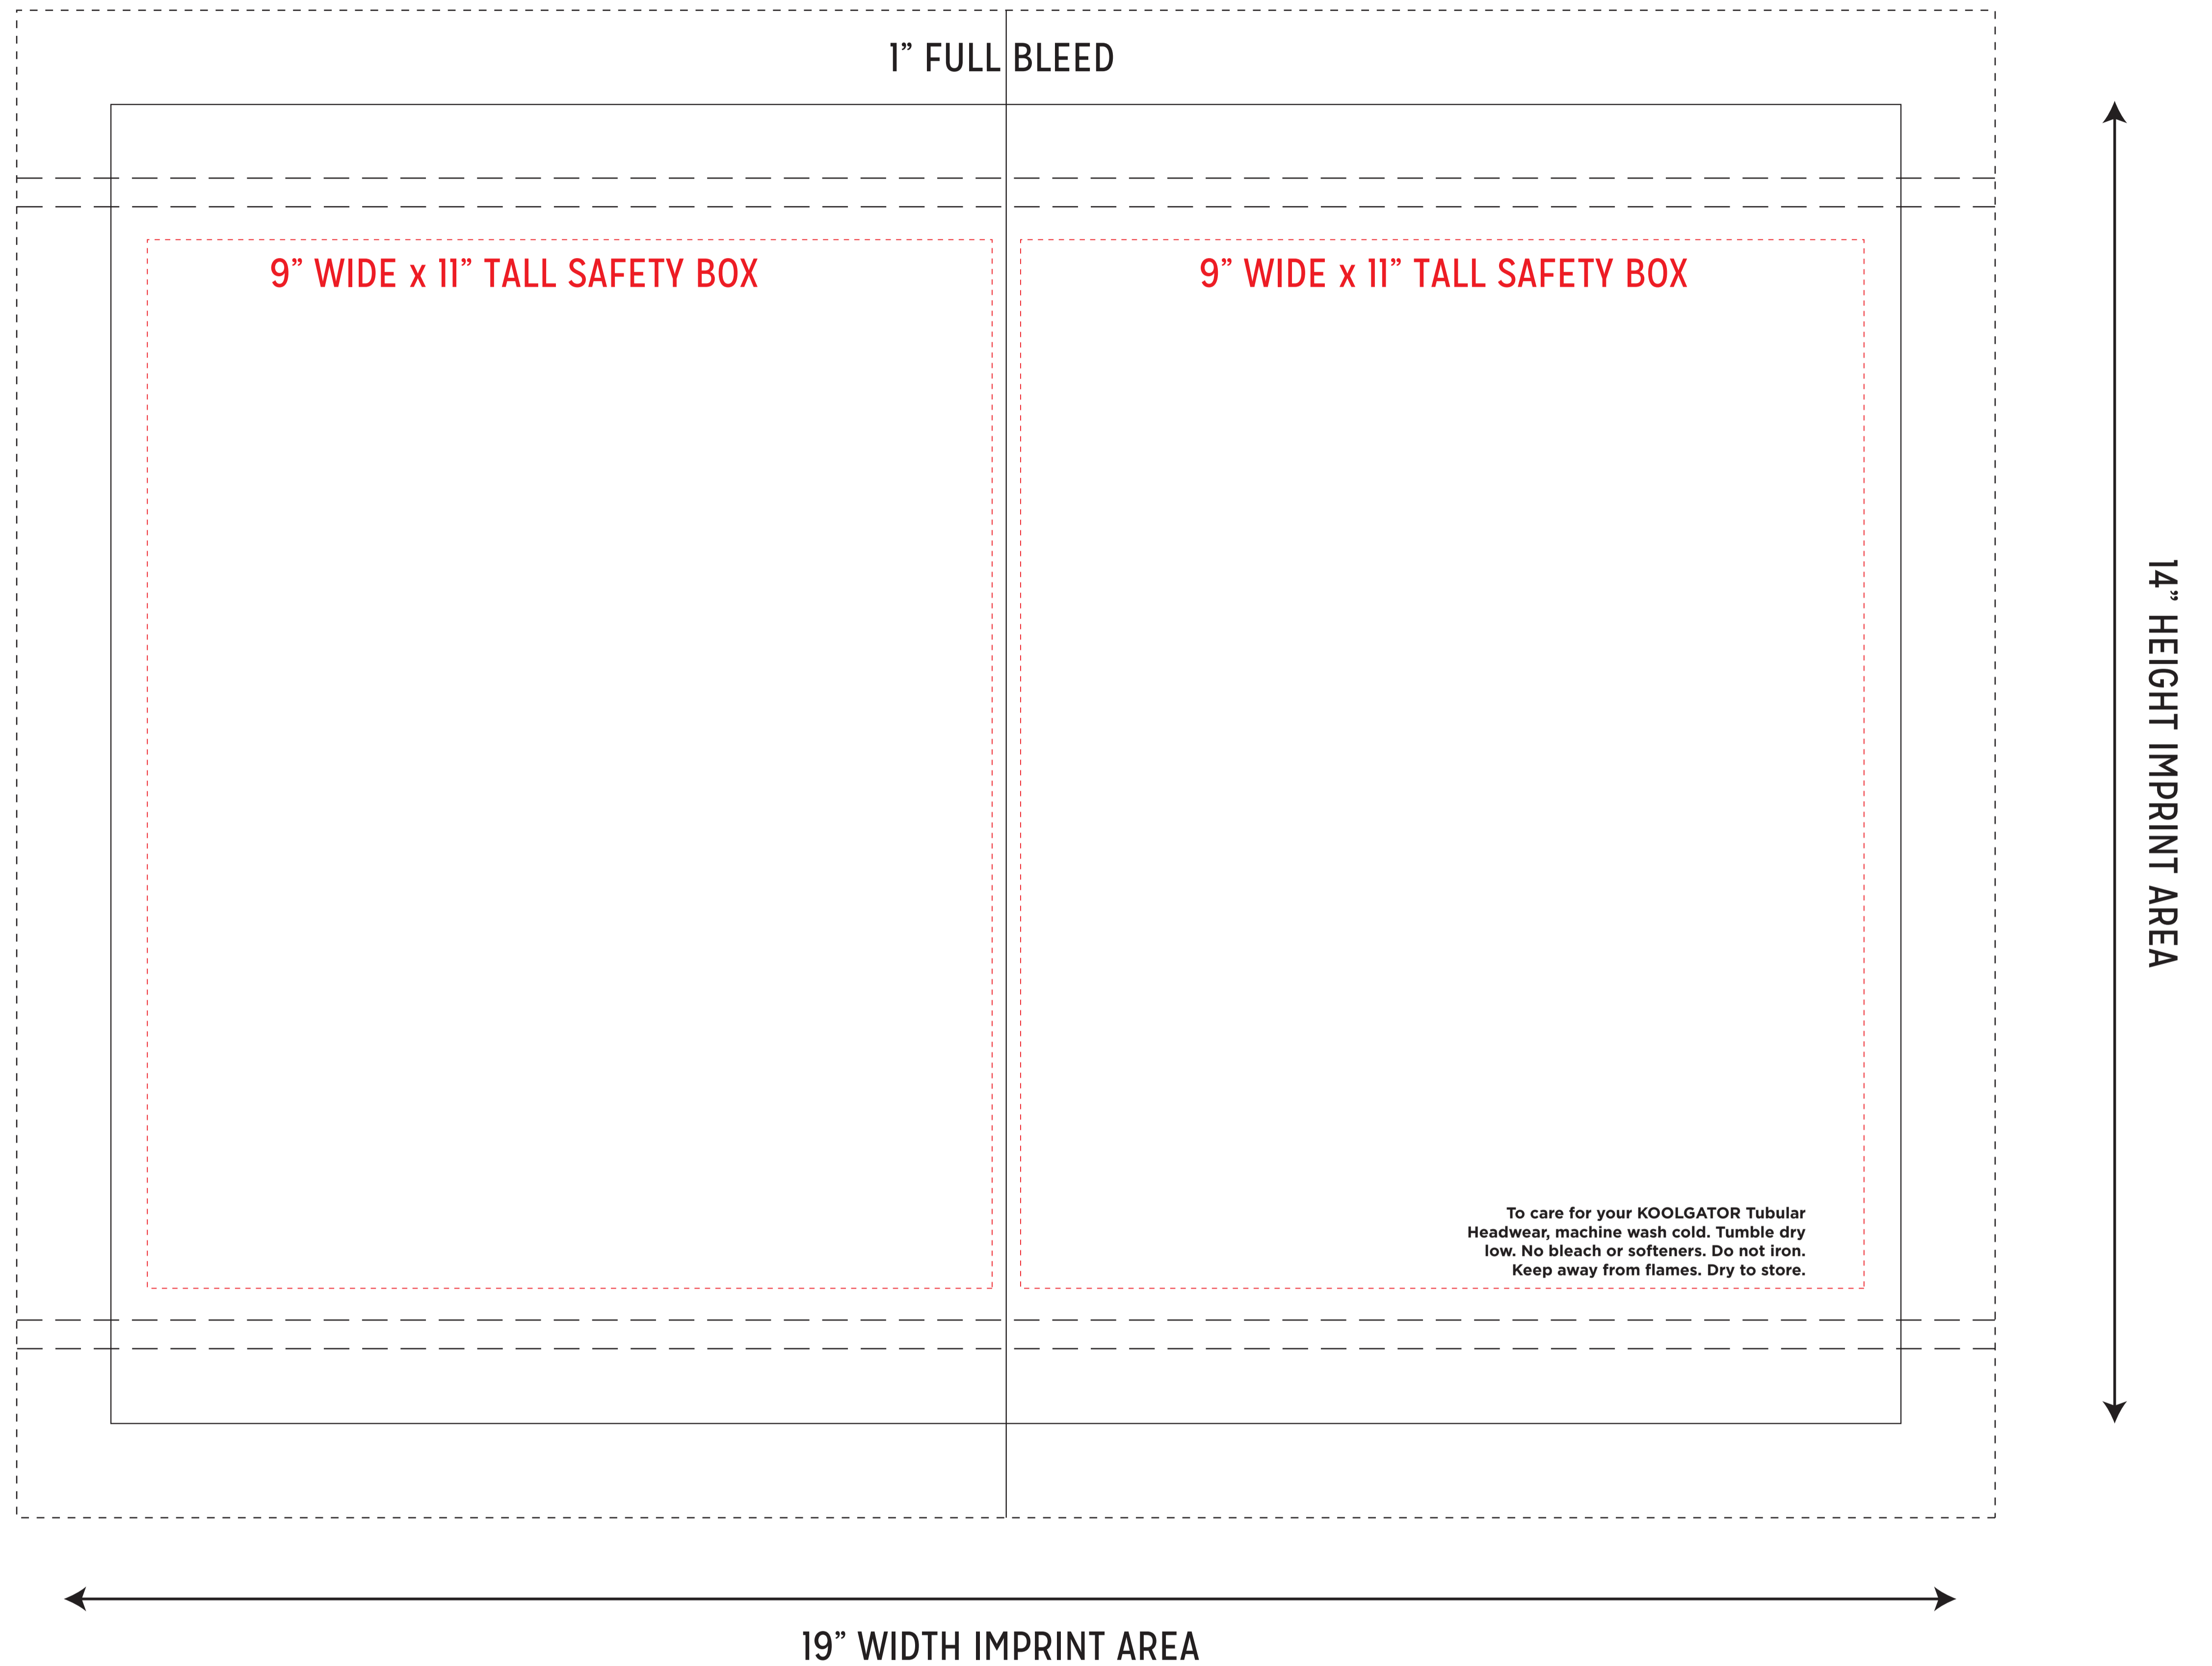 1” FULL BLEED
9” WIDE x 11” TALL SAFETY BOX
9” WIDE x 11” TALL SAFETY BOX
14” HEIGHT IMPRINT AREA
To care for your KOOLGATOR Tubular
Headwear, machine wash cold. Tumble dry
low. No bleach or softeners. Do not iron.
Keep away from flames. Dry to store.
19” WIDTH IMPRINT AREA